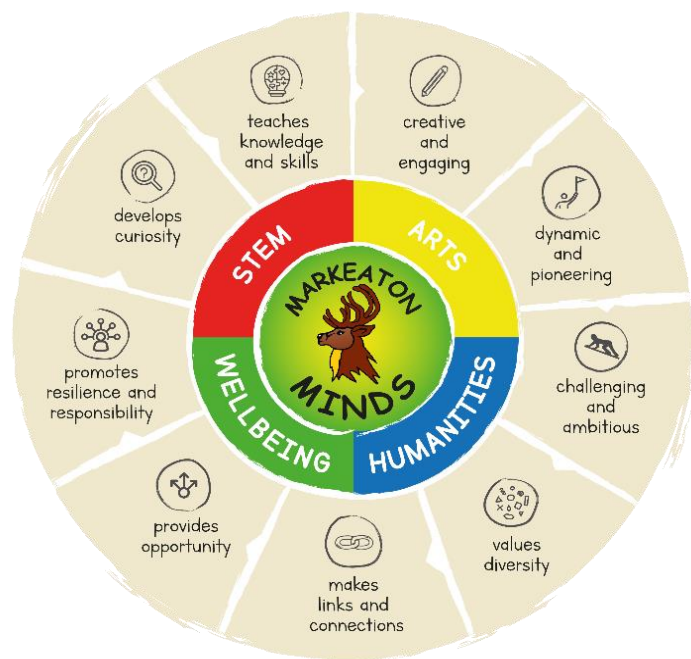 MARKEATON
MINDS
STEM
ARTS
HUMANITIES
WELLBEING
creative
and
engaging
dynamic
and
pioneering
challenging
and
ambitious
values
diversity
makes
links and
connections
provides
opportunity
promotes
resilience and
responsibility
develops
curiosity
teaches
knowledge
and skills